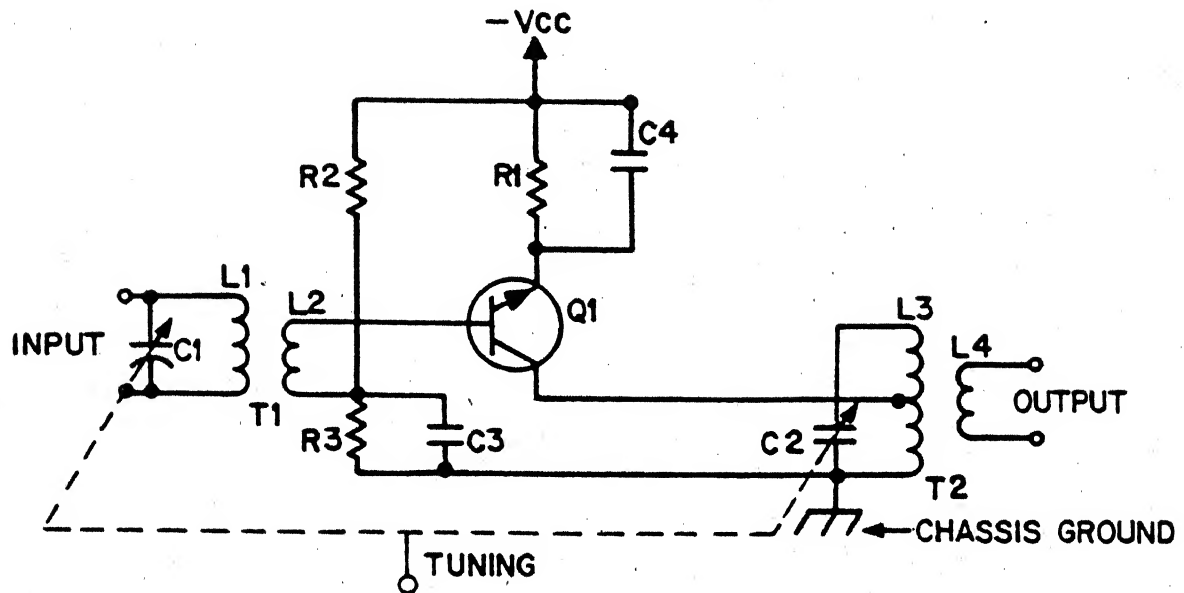 -VCC
C4
R2
R1
L1
L2
Q1
L3
INPUT
C1
L4
T1
OUTPUT
R3
C3
C2
T2
CHASSIS GROUND
TUNING